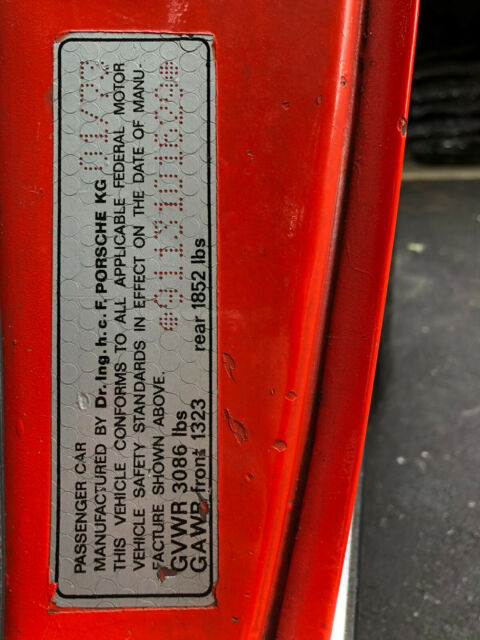 PASSENGER CAR
MANUFACTURED BY Dr. Ing. h. c. F. PORSCHE KG
THIS VEHICLE CONFORMS TO ALL APPLICABLE FEDERAL MOTOR
VEHICLE SAFETY STANDARDS IN EFFECT ON THE DATE OF MANU-
FACTURE SHOWN ABOVE.
GVWR 3086 lbs
GAWR front 1323 rear 1852 lbs